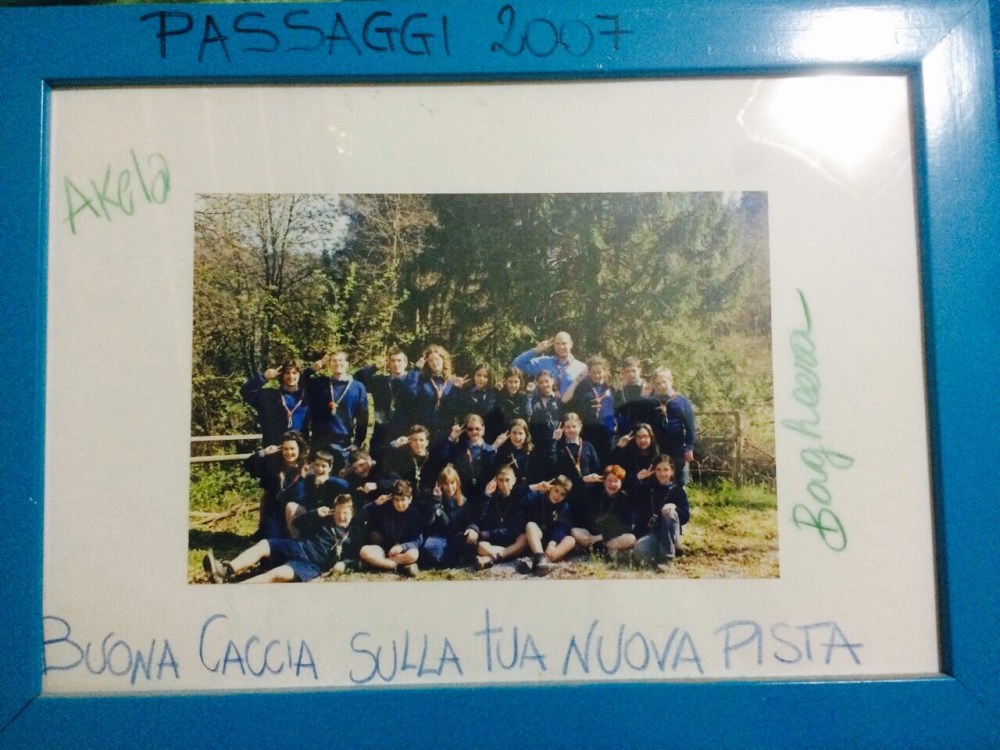 PASSAGGI 2007
Akela
Bagheera
BUONA CACCIA SULLA TUA NUOVA PISTA